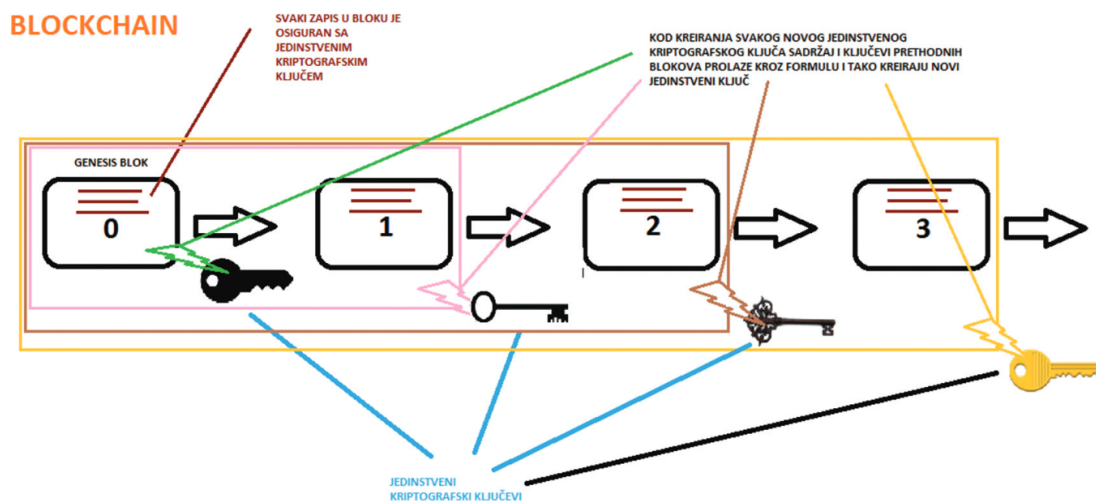 BLOCKCHAIN
SVAKI ZAPIS U BLOKU JE
OSIGURAN SA
JEDINSTVENIM
KRIPTOGRAFSKIM
KLJUČEM
KOD KREIRANJA SVAKOG NOVOG JEDINSTVENOG
KRIPTOGRAFSKOG KLJUČA SADRŽAJ I KLJUČEVI PRETHODNIH
BLOKOVA PROLAZE KROZ FORMULU I TAKO KREIRAJU NOVI
JEDINSTVENI KLJUČ
GENESIS BLOK
0
1
2
3
JEDINSTVENI
KRIPTOGRAFSKI KLJUČEVI